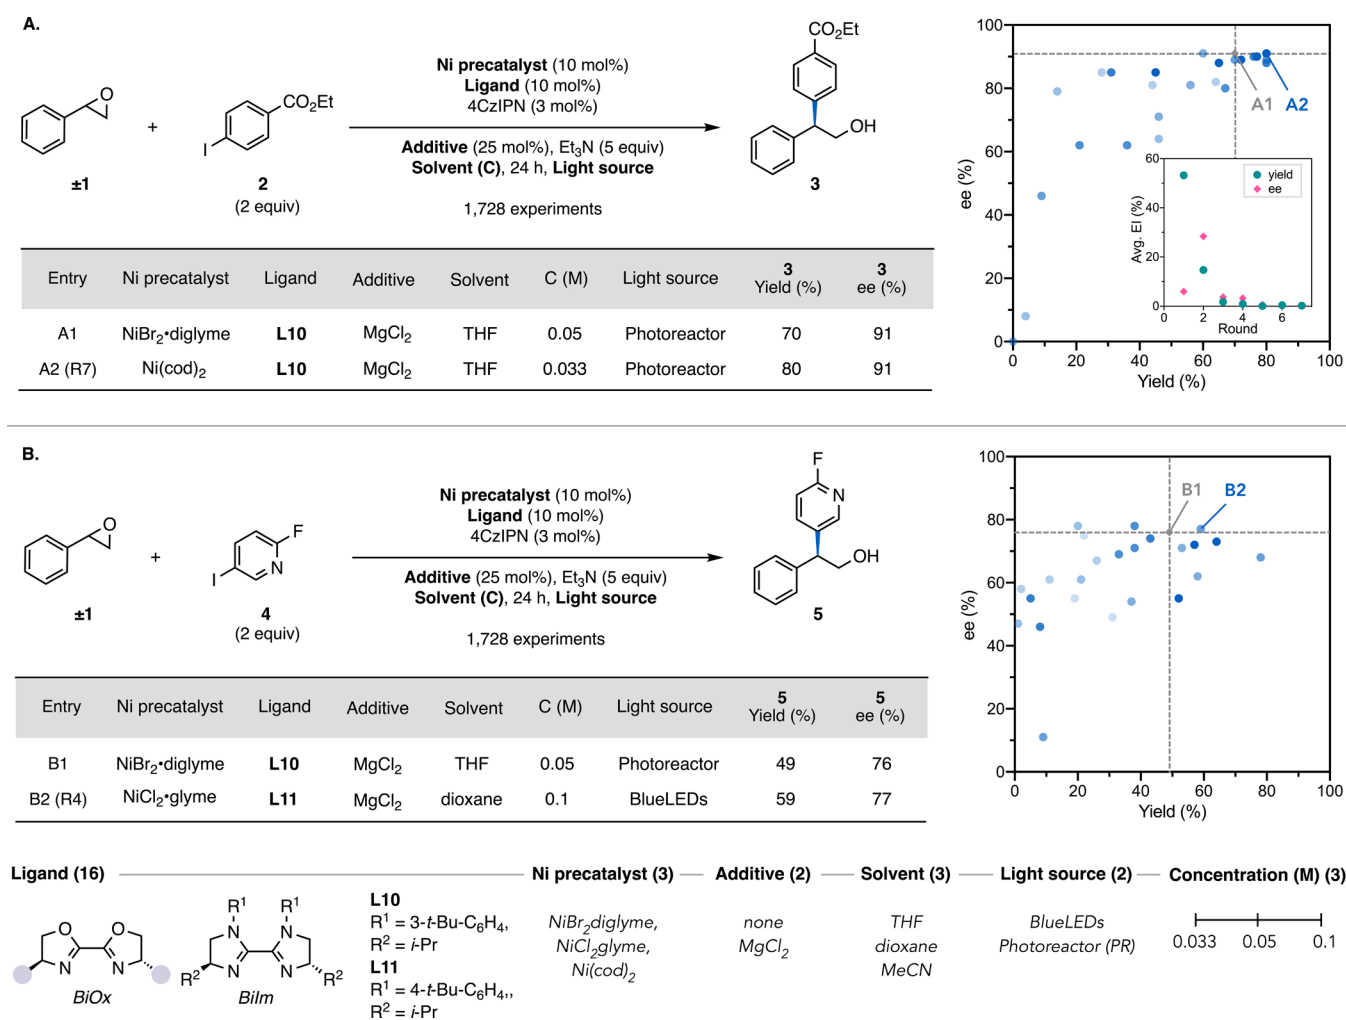 A.
O
±1
+
I
CO2Et
2
(2 equiv)
Ni precatalyst (10 mol%)
Ligand (10 mol%)
4CzIPN (3 mol%)
Additive (25 mol%), Et3N (5 equiv)
Solvent (C), 24 h, Light source
1,728 experiments
CO2Et
OH
3
Entry Ni precatalyst Ligand Additive Solvent C (M) Light source 3 Yield (%) 3 ee (%)
A1 NiBr2•diglyme L10 MgCl2 THF 0.05 Photoreactor 70 91
A2 (R7) Ni(cod)2 L10 MgCl2 THF 0.033 Photoreactor 80 91
100
80
60
40
20
0
ee (%)
0 20 40 60 80 100
Yield (%)
A1 A2
60
40
20
0
Avg. EI (%)
yield
ee
0 2 4 6
Round
B.
O
±1
+
I
F
N
4
(2 equiv)
Ni precatalyst (10 mol%)
Ligand (10 mol%)
4CzIPN (3 mol%)
Additive (25 mol%), Et3N (5 equiv)
Solvent (C), 24 h, Light source
1,728 experiments
F
N
OH
5
Entry Ni precatalyst Ligand Additive Solvent C (M) Light source 5 Yield (%) 5 ee (%)
B1 NiBr2•diglyme L10 MgCl2 THF 0.05 Photoreactor 49 76
B2 (R4) NiCl2•glyme L11 MgCl2 dioxane 0.1 BlueLEDs 59 77
100
80
60
40
20
0
ee (%)
0 20 40 60 80 100
Yield (%)
B1 B2
Ligand (16)
O O
N N
BiOx
R1 R1
N N
N N
R2 R2
BiIm
L10
R1 = 3-t-Bu-C6H4,
R2 = i-Pr
L11
R1 = 4-t-Bu-C6H4,,
R2 = i-Pr
Ni precatalyst (3)
NiBr2diglyme,
NiCl2glyme,
Ni(cod)2
Additive (2)
none
MgCl2
Solvent (3)
THF
dioxane
MeCN
Light source (2)
BlueLEDs
Photoreactor (PR)
Concentration (M) (3)
0.033 0.05 0.1